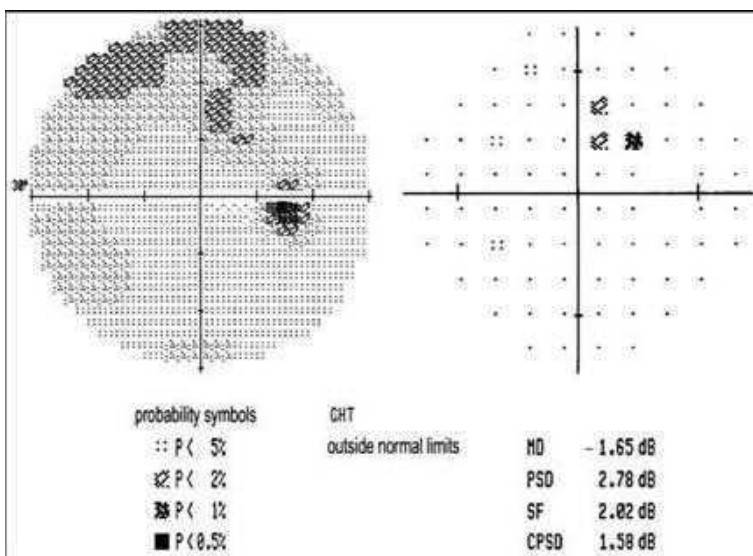 30°
probability symbols
P< 5%
P< 2%
P< 1%
P<0.5%
GHT
outside normal limits
MD -1.65 dB
PSD 2.78 dB
SF 2.02 dB
CPSD 1.58 dB